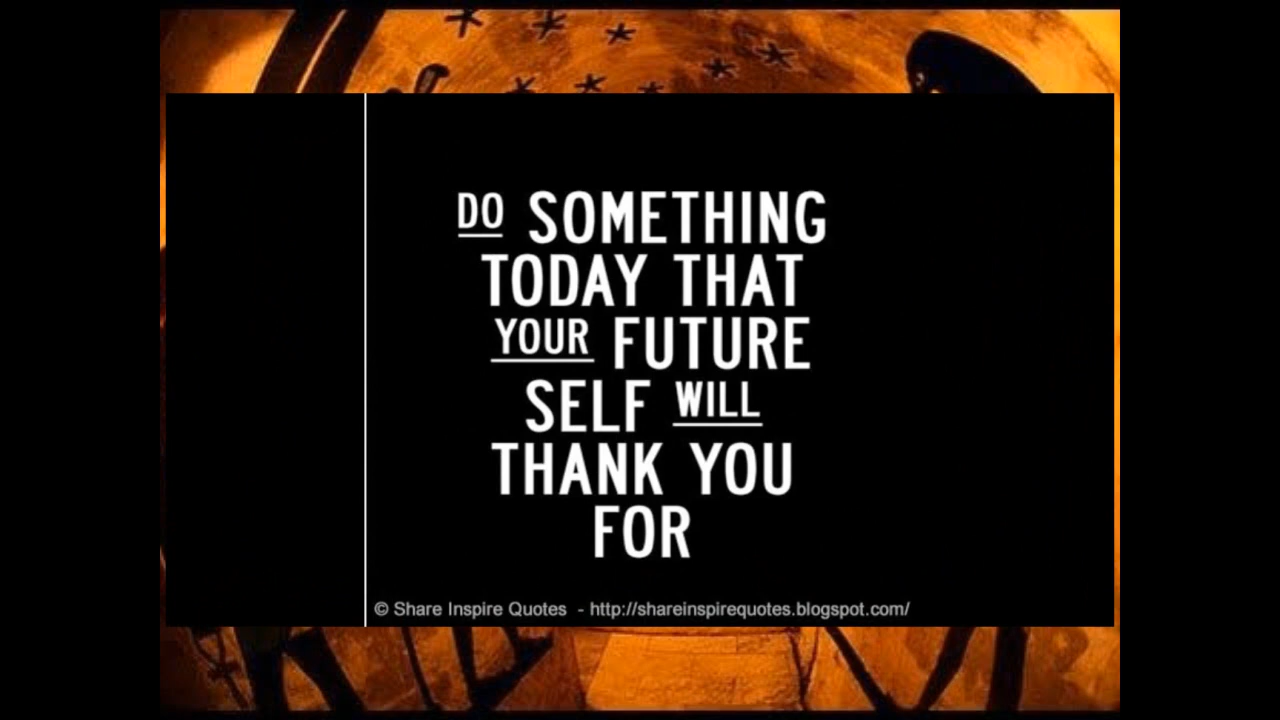 DO SOMETHING
TODAY THAT
YOUR FUTURE
SELF WILL
THANK YOU
FOR
© Share Inspire Quotes - http://shareinspirequotes.blogspot.com/